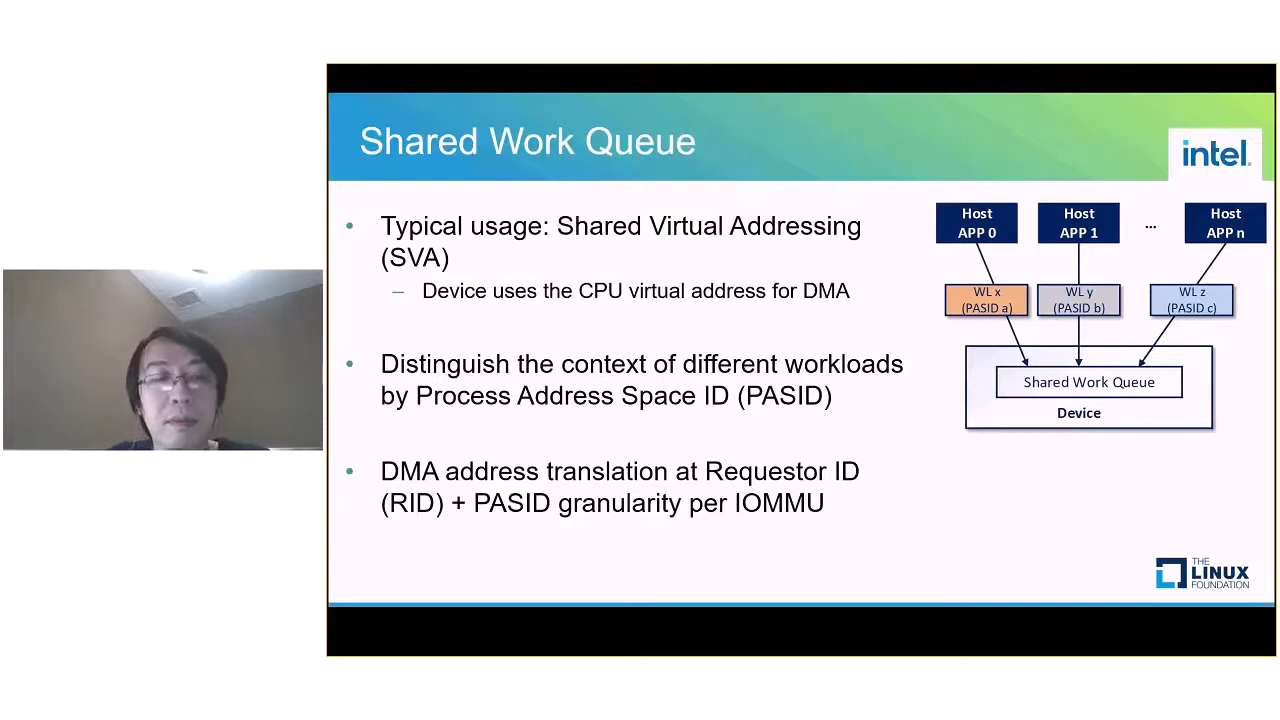 Shared Work Queue
intel.
• Typical usage: Shared Virtual Addressing
(SVA)
– Device uses the CPU virtual address for DMA
• Distinguish the context of different workloads
by Process Address Space ID (PASID)
• DMA address translation at Requestor ID
(RID) + PASID granularity per IOMMU
Host
APP 0
Host
APP 1
...
Host
APP n
WL x
(PASID a)
WL y
(PASID b)
WL z
(PASID c)
Shared Work Queue
Device
THE
LINUX
FOUNDATION